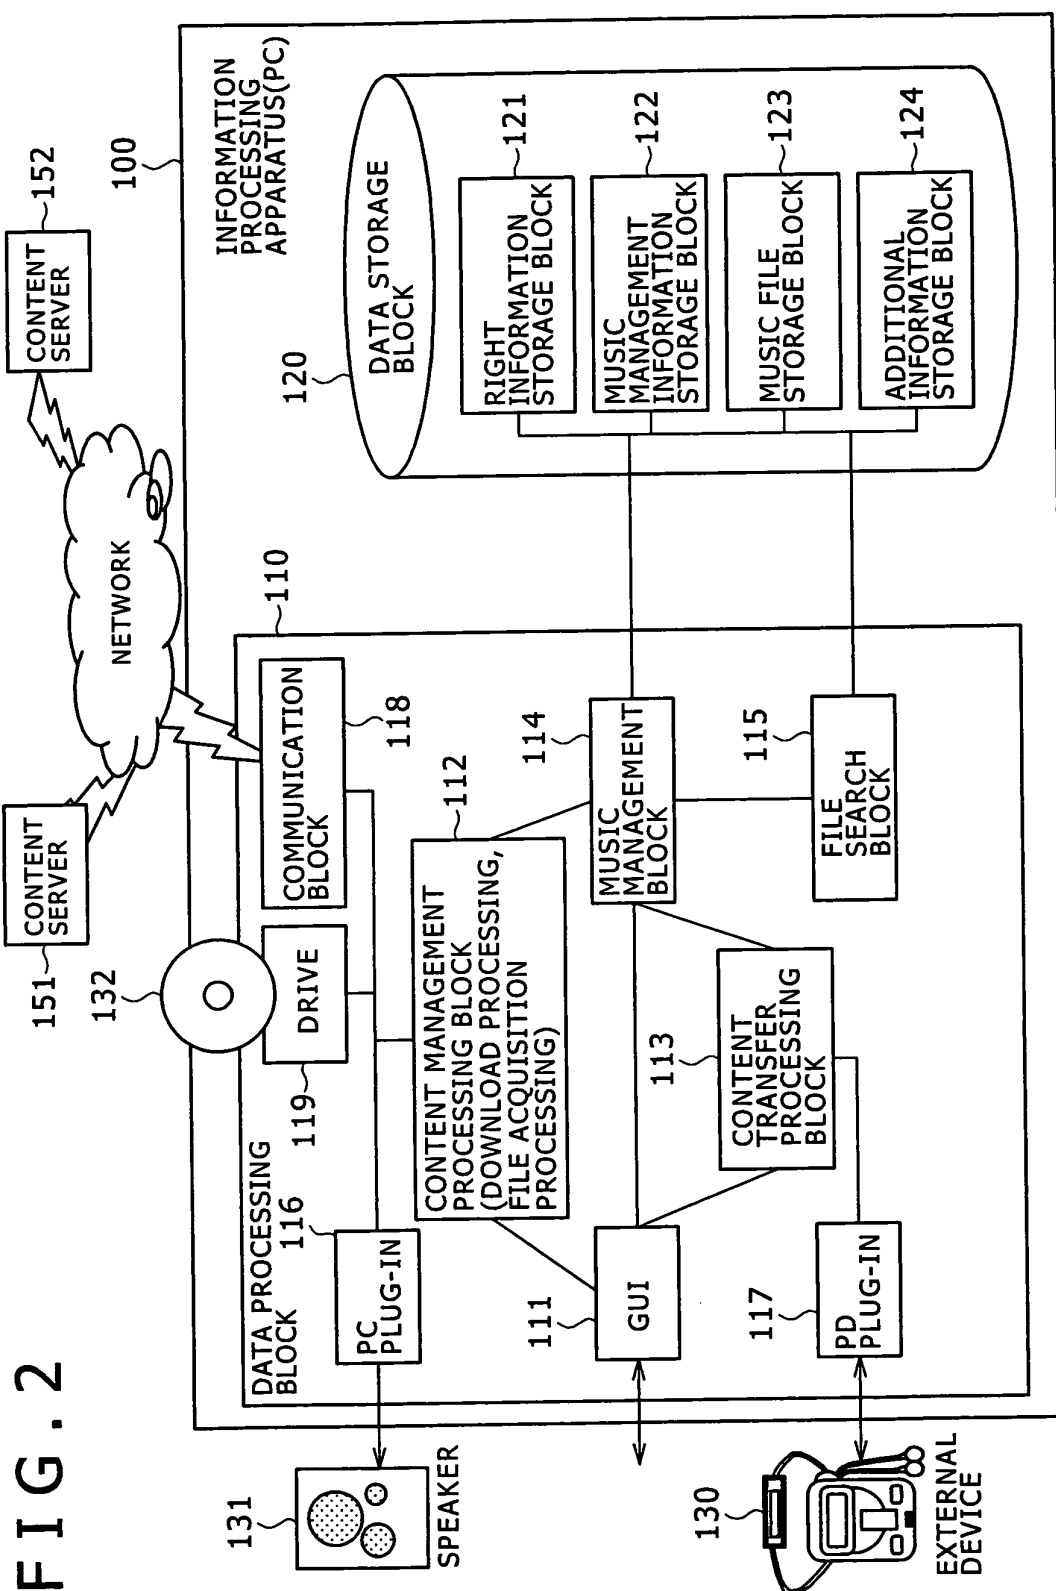 FIG.2
151
CONTENT
SERVER
NETWORK
CONTENT
SERVER
152
100
INFORMATION
PROCESSING
APPARATUS(PC)
132
110
DATA PROCESSING
BLOCK
119
DRIVE
COMMUNICATION
BLOCK
118
116
PC
PLUG-IN
131
SPEAKER
112
CONTENT MANAGEMENT
PROCESSING BLOCK
(DOWNLOAD PROCESSING,
FILE ACQUISITION
PROCESSING)
111
GUI
114
MUSIC
MANAGEMENT
BLOCK
113
CONTENT
TRANSFER
PROCESSING
BLOCK
115
FILE
SEARCH
BLOCK
117
PD
PLUG-IN
130
EXTERNAL
DEVICE
120
DATA STORAGE
BLOCK
121
RIGHT
INFORMATION
STORAGE BLOCK
122
MUSIC
MANAGEMENT
INFORMATION
STORAGE BLOCK
123
MUSIC FILE
STORAGE BLOCK
124
ADDITIONAL
INFORMATION
STORAGE BLOCK